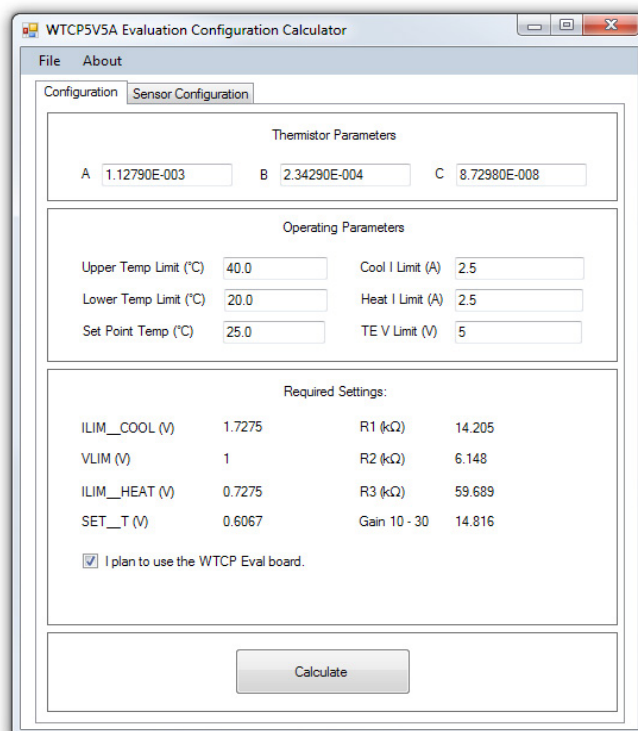 WTCP5V5A Evaluation Configuration Calculator
File About
Configuration Sensor Configuration
Thermistor Parameters
A 1.12790E-003 B 2.34290E-004 C 8.72980E-008
Operating Parameters
Upper Temp Limit (°C) 40.0 Cool I Limit (A) 2.5
Lower Temp Limit (°C) 20.0 Heat I Limit (A) 2.5
Set Point Temp (°C) 25.0 TE V Limit (V) 5
Required Settings:
ILIM__COOL (V) 1.7275 R1 (kΩ) 14.205
VLIM (V) 1 R2 (kΩ) 6.148
ILIM__HEAT (V) 0.7275 R3 (kΩ) 59.689
SET__T (V) 0.6067 Gain 10 - 30 14.816
I plan to use the WTCP Eval board.
Calculate